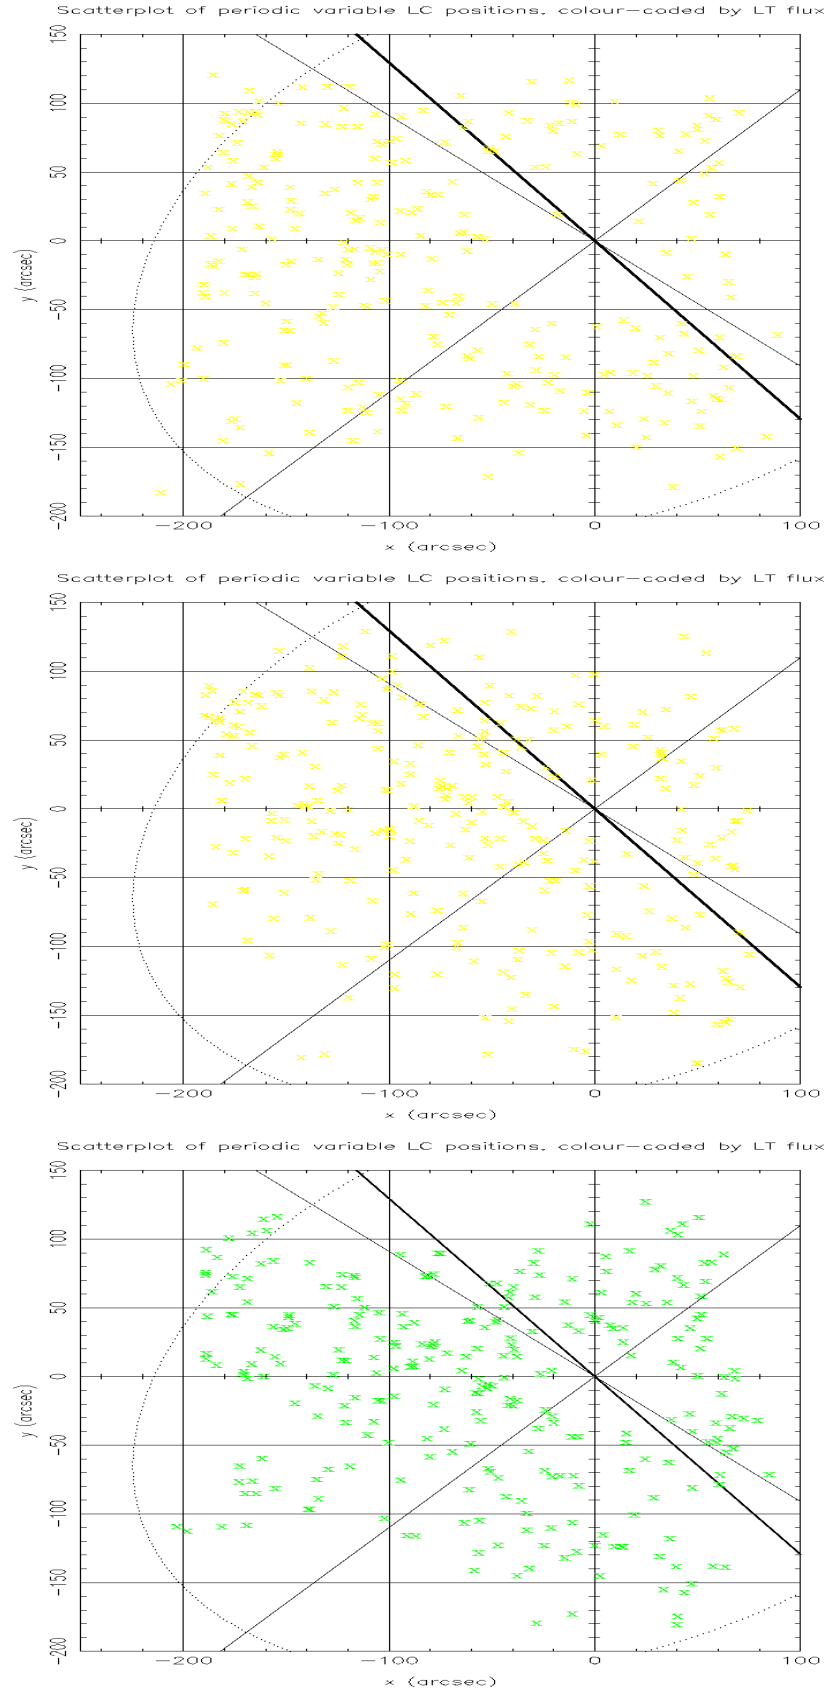 Scatterplot of periodic variable LC positions, colour-coded by LT flux
150
100
50
0
-50
-100
-150
-200
y (arcsec)
-200 -100 0 100
x (arcsec)
Scatterplot of periodic variable LC positions, colour-coded by LT flux
150
100
50
0
-50
-100
-150
-200
y (arcsec)
-200 -100 0 100
x (arcsec)
Scatterplot of periodic variable LC positions, colour-coded by LT flux
150
100
50
0
-50
-100
-150
-200
y (arcsec)
-200 -100 0 100
x (arcsec)